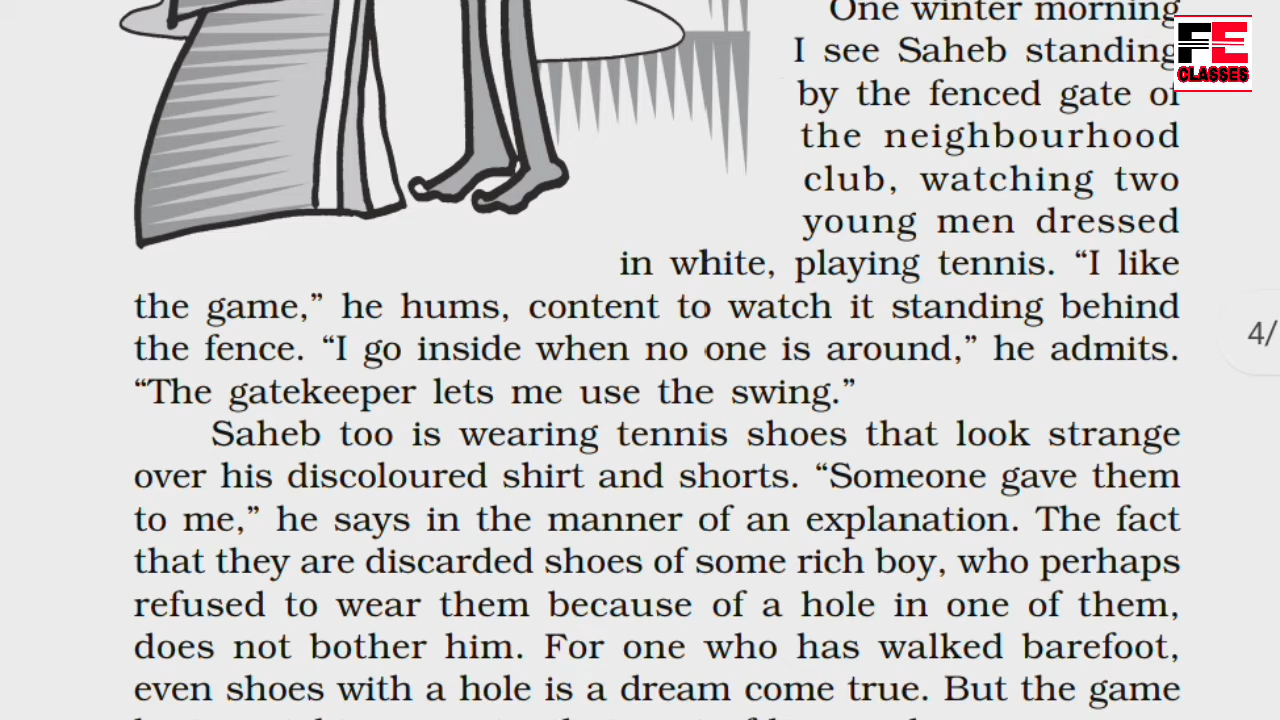 One winter morning
I see Saheb standing
by the fenced gate of
the neighbourhood
club, watching two
young men dressed
in white, playing tennis. “I like
the game,” he hums, content to watch it standing behind
the fence. “I go inside when no one is around,” he admits.
“The gatekeeper lets me use the swing.”
Saheb too is wearing tennis shoes that look strange
over his discoloured shirt and shorts. “Someone gave them
to me,” he says in the manner of an explanation. The fact
that they are discarded shoes of some rich boy, who perhaps
refused to wear them because of a hole in one of them,
does not bother him. For one who has walked barefoot,
even shoes with a hole is a dream come true. But the game
FE
CLASSES
4/